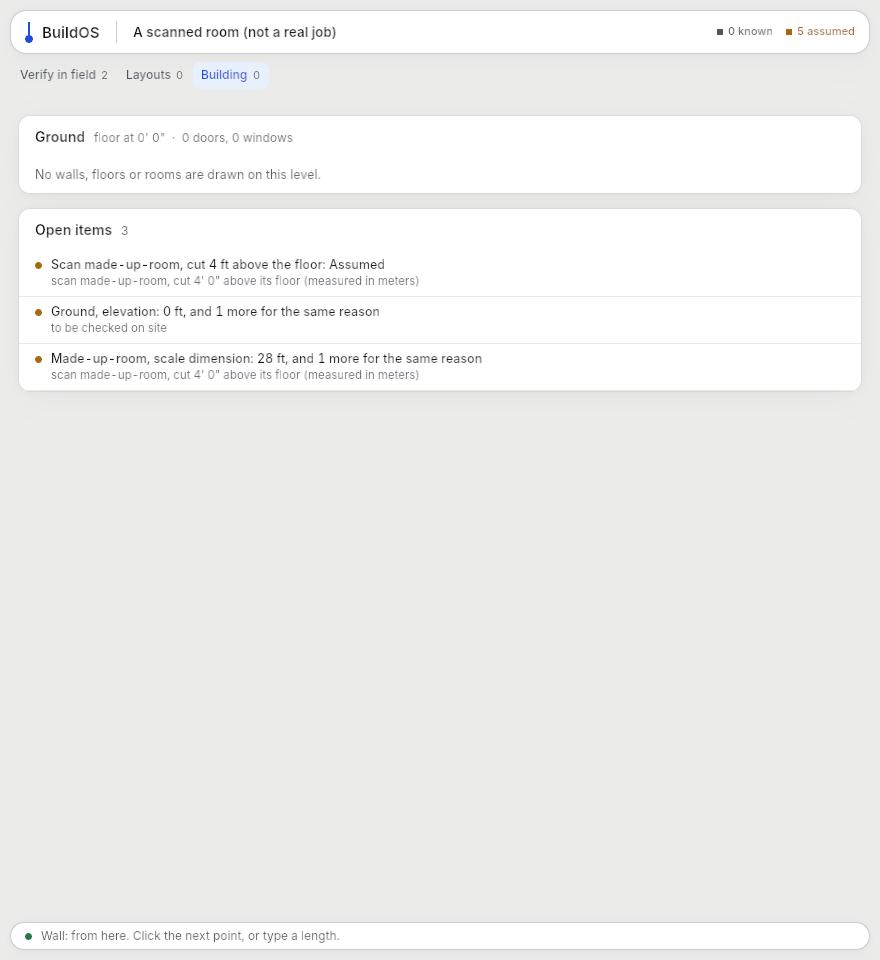 BuildOS
A scanned room (not a real job)
0 known
5 assumed
Verify in field 2
Layouts 0
Building 0
Ground floor at 0' 0" · 0 doors, 0 windows
No walls, floors or rooms are drawn on this level.
Open items 3
Scan made-up-room, cut 4 ft above the floor: Assumed
scan made-up-room, cut 4' 0" above its floor (measured in meters)
Ground, elevation: 0 ft, and 1 more for the same reason
to be checked on site
Made-up-room, scale dimension: 28 ft, and 1 more for the same reason
scan made-up-room, cut 4' 0" above its floor (measured in meters)
Wall: from here. Click the next point, or type a length.